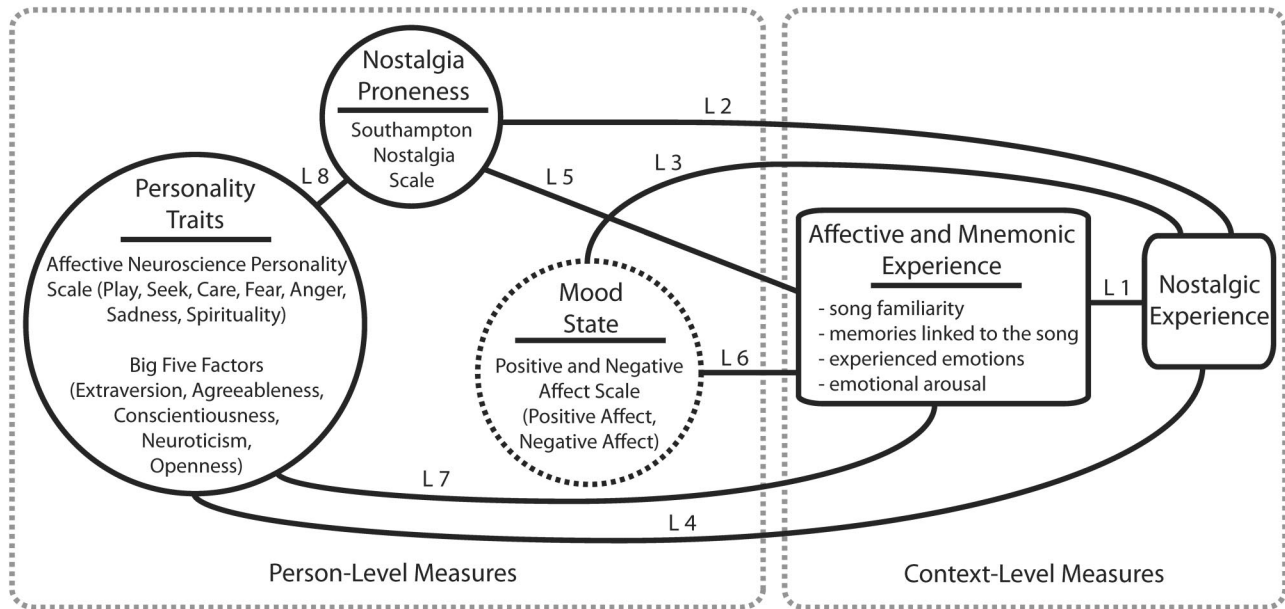 Nostalgia
Proneness
Southampton
Nostalgia
Scale
L 8
Personality
Traits
Affective Neuroscience Personality
Scale (Play, Seek, Care, Fear, Anger,
Sadness, Spirituality)
Big Five Factors
(Extraversion, Agreeableness,
Conscientiousness,
Neuroticism,
Openness)
L 2
L 3
L 5
Mood
State
Positive and Negative
Affect Scale
(Positive Affect,
Negative Affect)
L 6
Affective and Mnemonic
Experience
- song familiarity
- memories linked to the song
- experienced emotions
- emotional arousal
L 1
Nostalgic
Experience
L 7
L 4
Person-Level Measures
Context-Level Measures